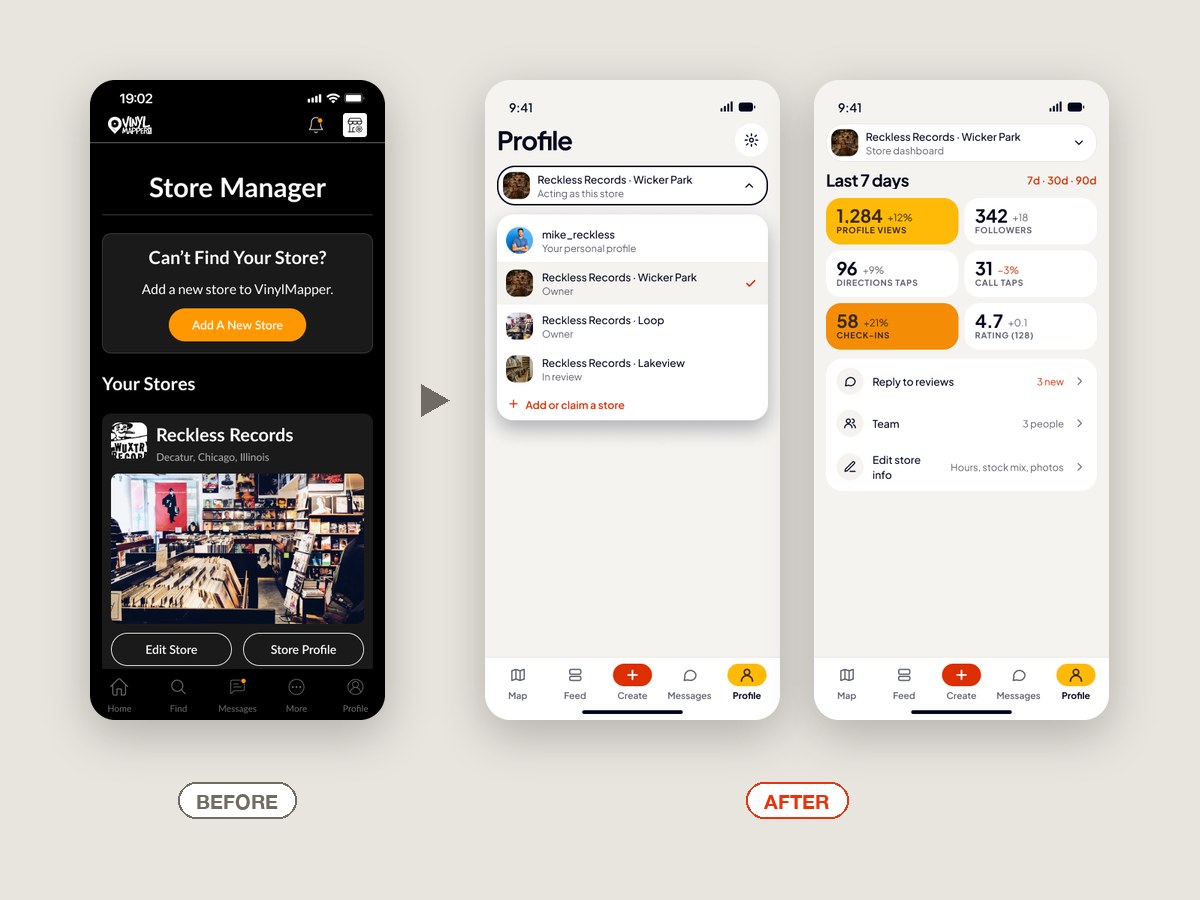 19:02
VINYL
MAPPER
Store Manager
Can't Find Your Store?
Add a new store to VinylMapper.
Add A New Store
Your Stores
WUXTR
RECOR
Reckless Records
Decatur, Chicago, Illinois
Edit Store
Store Profile
Home
Find
Messages
More
Profile
BEFORE
9:41
Profile
Reckless Records · Wicker Park
Acting as this store
mike_reckless
Your personal profile
Reckless Records · Wicker Park
Owner
Reckless Records · Loop
Owner
Reckless Records · Lakeview
In review
+ Add or claim a store
Map
Feed
Create
Messages
Profile
9:41
Reckless Records · Wicker Park
Store dashboard
Last 7 days
7d · 30d · 90d
1,284 +12%
PROFILE VIEWS
342 +18
FOLLOWERS
96 +9%
DIRECTIONS TAPS
31 -3%
CALL TAPS
58 +21%
CHECK-INS
4.7 +0.1
RATING (128)
Reply to reviews
3 new
Team
3 people
Edit store
info
Hours, stock mix, photos
Map
Feed
Create
Messages
Profile
AFTER